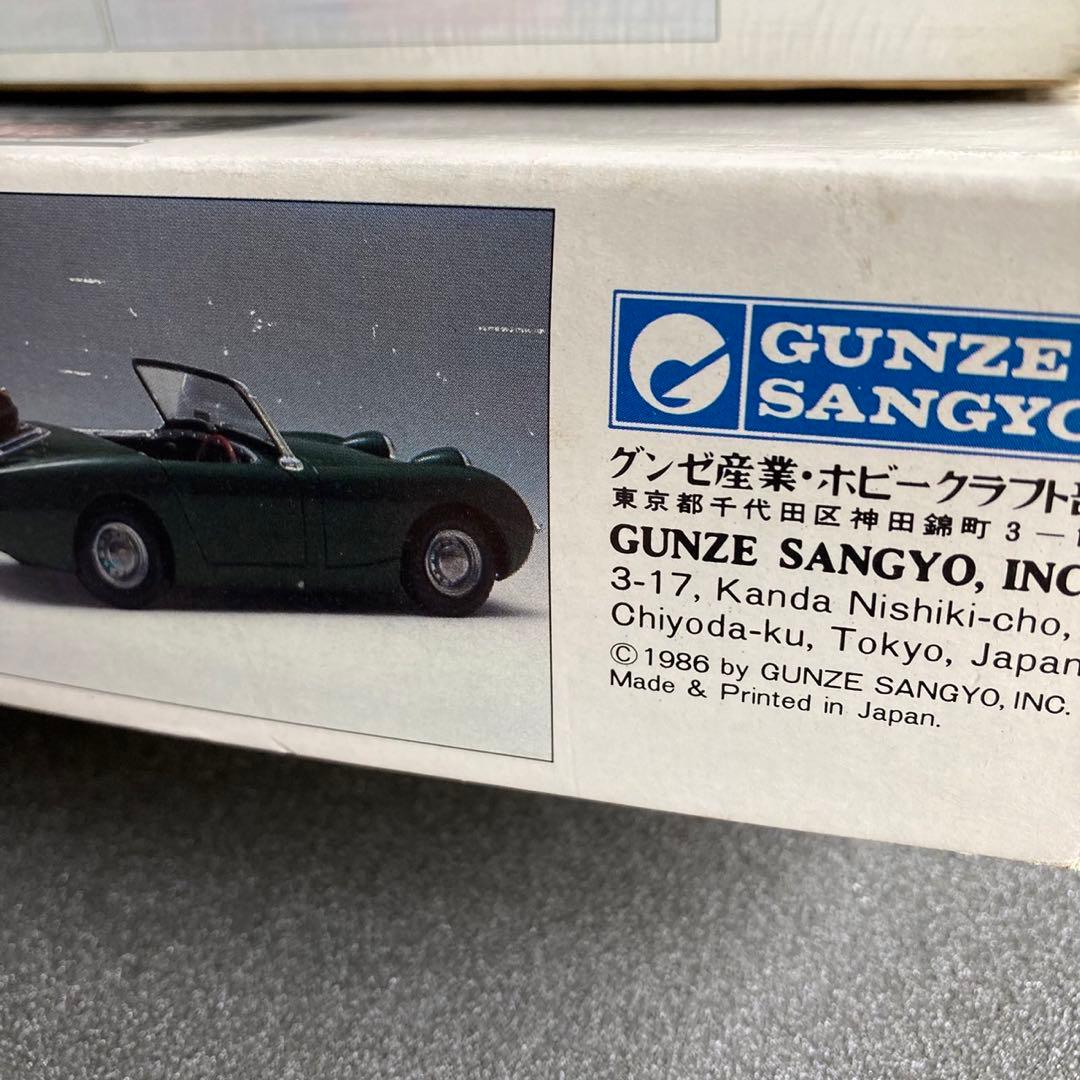 GUNZE
SANGYO
グンゼ産業・ホビークラフト部
東京都千代田区神田錦町3−
GUNZE SANGYO, INC
3-17, Kanda Nishiki-cho,
Chiyoda-ku, Tokyo, Japan
©1986 by GUNZE SANGYO, INC.
Made & Printed in Japan.